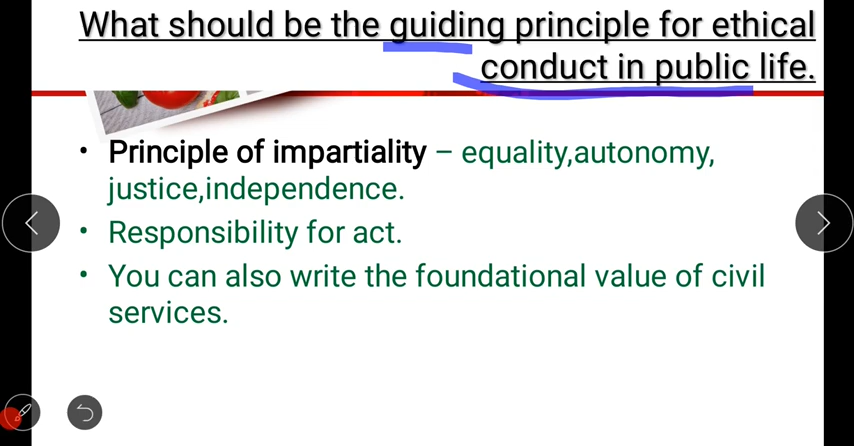 What should be the guiding principle for ethical
conduct in public life.
• Principle of impartiality – equality,autonomy,
justice,independence.
• Responsibility for act.
• You can also write the foundational value of civil
services.